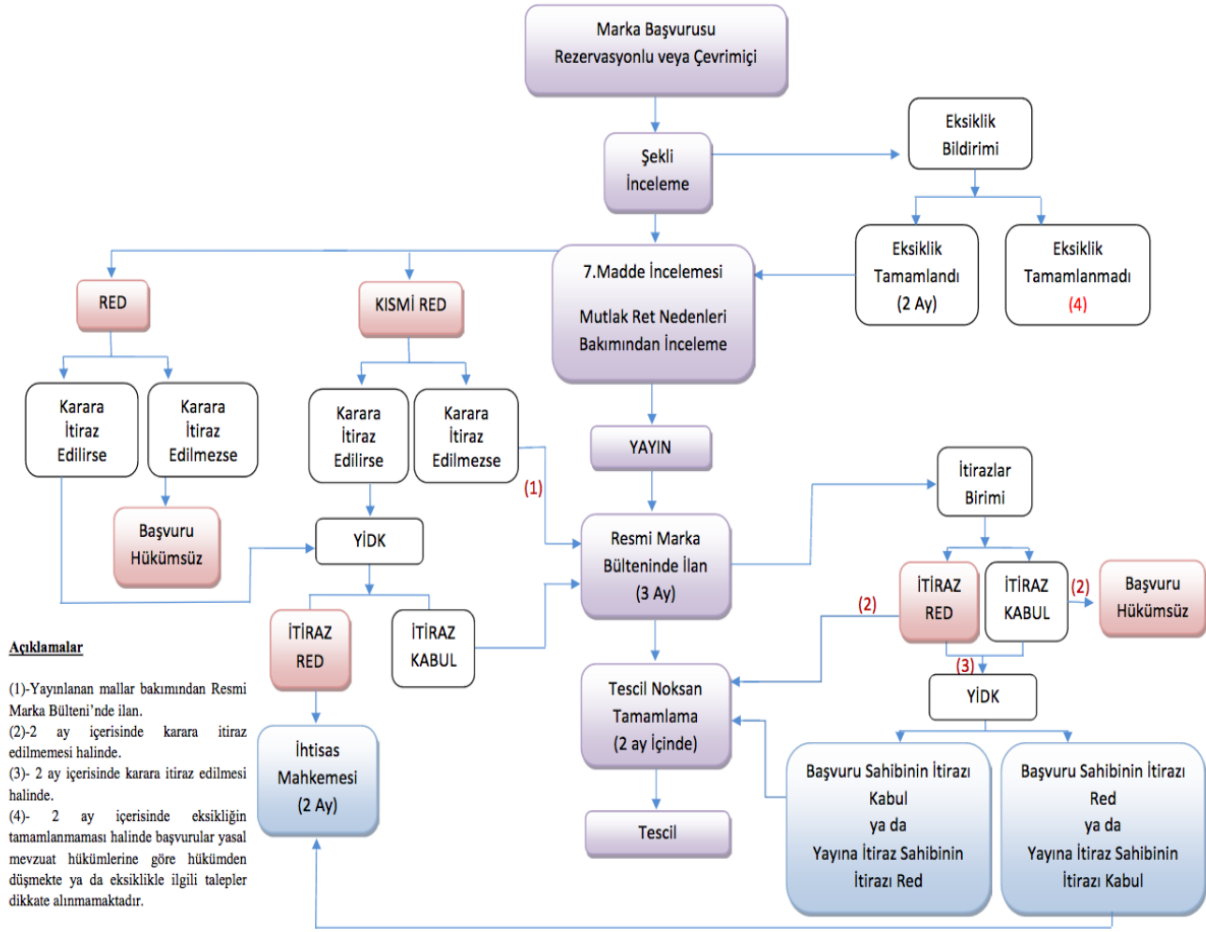 Marka Başvurusu
Rezervasyonlu veya Çevrimiçi
Şekli
İnceleme
Eksiklik
Bildirimi
Eksiklik
Tamamlandı
(2 Ay)
Eksiklik
Tamamlanmadı
(4)
7.Madde İncelemesi
Mutlak Ret Nedenleri
Bakımından İnceleme
RED
KISMİ RED
Karara
İtiraz
Edilirse
Karara
İtiraz
Edilmezse
Karara
İtiraz
Edilirse
Karara
İtiraz
Edilmezse
(1)
Başvuru
Hükümsüz
YİDK
İTİRAZ
RED
İTİRAZ
KABUL
İhtisas
Mahkemesi
(2 Ay)
YAYIN
Resmi Marka
Bülteninde İlan
(3 Ay)
Tescil Noksan
Tamamlama
(2 ay İçinde)
Tescil
İtirazlar
Birimi
(2)
İTİRAZ
RED
İTİRAZ
KABUL
(2)
Başvuru
Hükümsüz
(3)
YİDK
Başvuru Sahibinin İtirazı
Kabul
ya da
Yayına İtiraz Sahibinin
İtirazı Red
Başvuru Sahibinin İtirazı
Red
ya da
Yayına İtiraz Sahibinin
İtirazı Kabul
Açıklamalar
(1)-Yayınlanan mallar bakımından Resmi
Marka Bülteni’nde ilan.
(2)-2 ay içerisinde karara itiraz
edilmemesi halinde.
(3)- 2 ay içerisinde karara itiraz edilmesi
halinde.
(4)- 2 ay içerisinde eksikliğin
tamamlanmaması halinde başvurular yasal
mevzuat hükümlerine göre hükümden
düşmekte ya da eksiklikle ilgili talepler
dikkate alınmamaktadır.